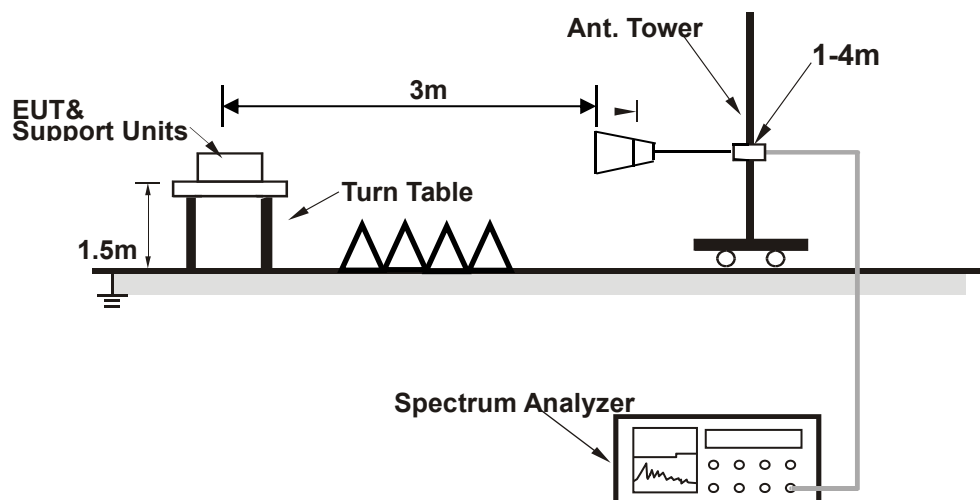 Ant. Tower
1-4m
3m
EUT&
Support Units
Turn Table
1.5m
Spectrum Analyzer